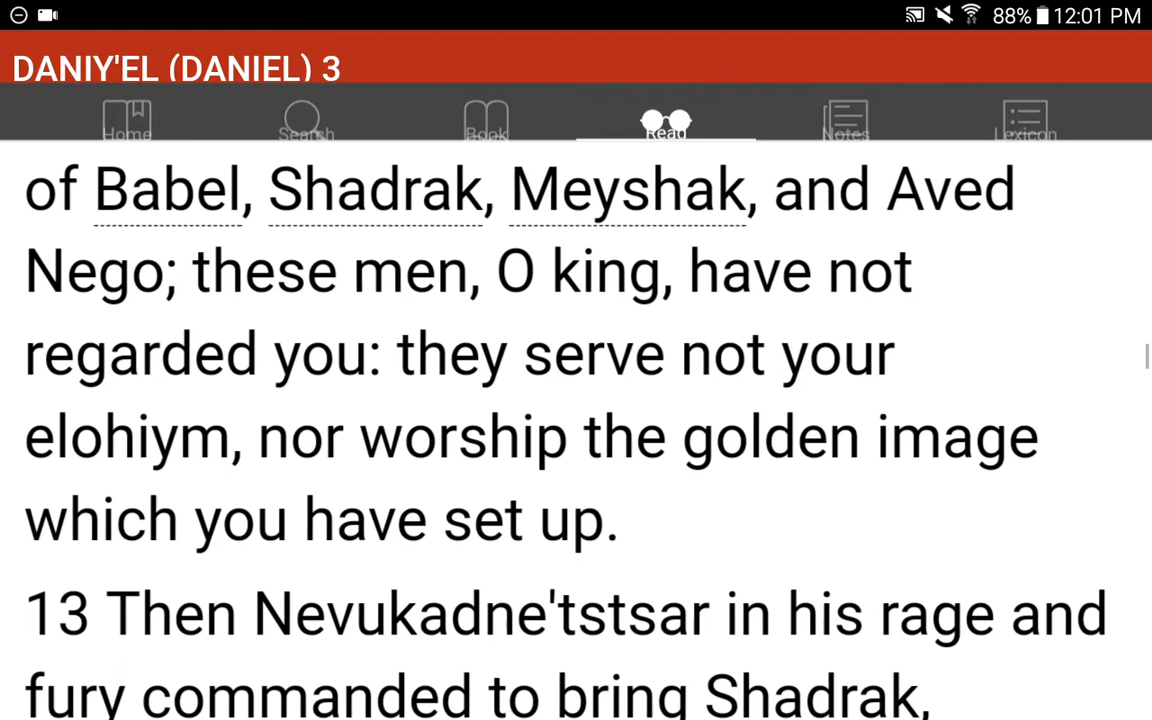 88% 12:01 PM
DANIY'EL (DANIEL) 3
Home Search Book Read Notes Lexicon
of Babel, Shadrak, Meyshak, and Aved
Nego; these men, O king, have not
regarded you: they serve not your
elohiym, nor worship the golden image
which you have set up.
13 Then Nevukadne'tstsar in his rage and
fury commanded to bring Shadrak,